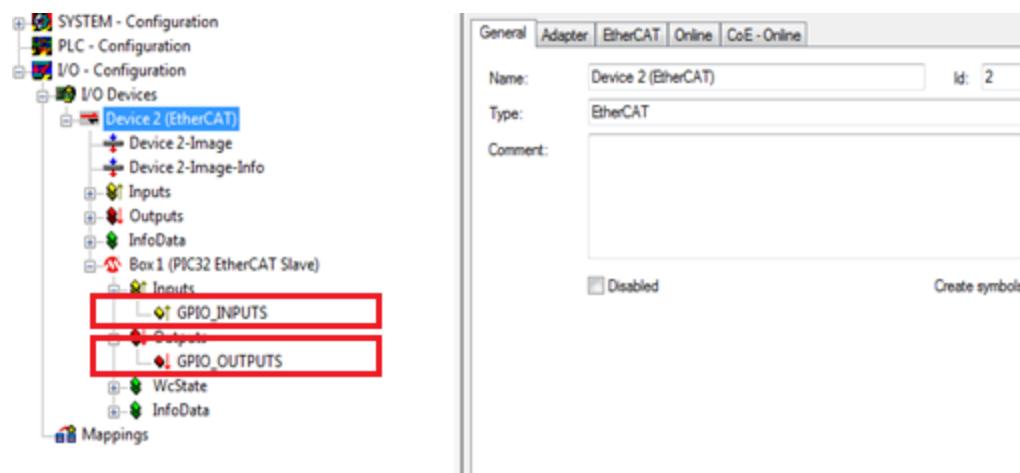 SYSTEM - Configuration
PLC - Configuration
I/O - Configuration
I/O Devices
Device 2 (EtherCAT)
Device 2-Image
Device 2-Image-Info
Inputs
Outputs
InfoData
Box 1 (PIC32 EtherCAT Slave)
Inputs
GPIO_INPUTS
Outputs
GPIO_OUTPUTS
WcState
InfoData
Mappings
General Adapter EtherCAT Online CoE - Online
Name: Device 2 (EtherCAT) Id: 2
Type: EtherCAT
Comment:
Disabled Create symbols